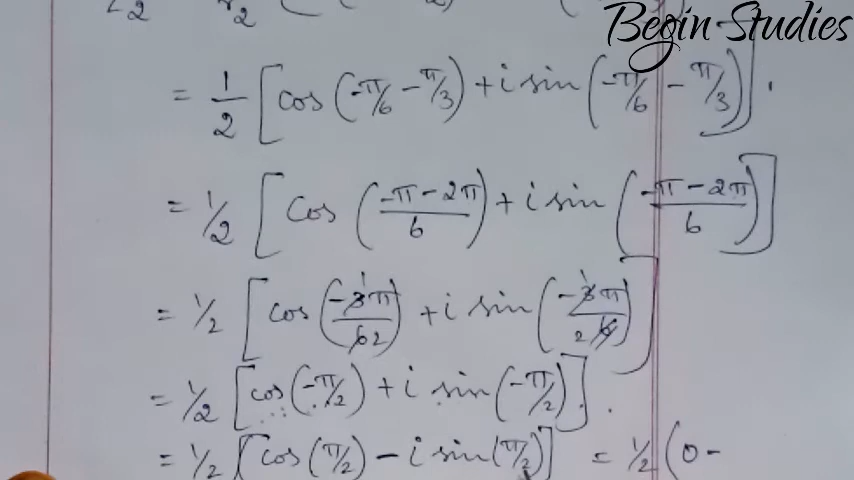 Begin Studies
= 1/2 [cos(-π/6 - π/3) + i sin(-π/6 - π/3)].
= 1/2 [Cos((-π - 2π)/6) + i sin((-π - 2π)/6)]
= 1/2 [cos(-3π/6 2) + i sin(-3π/2 6)]
= 1/2 [cos(-π/2) + i sin(-π/2)].
= 1/2 [cos(π/2) - i sin(π/2)] = 1/2 (0 -